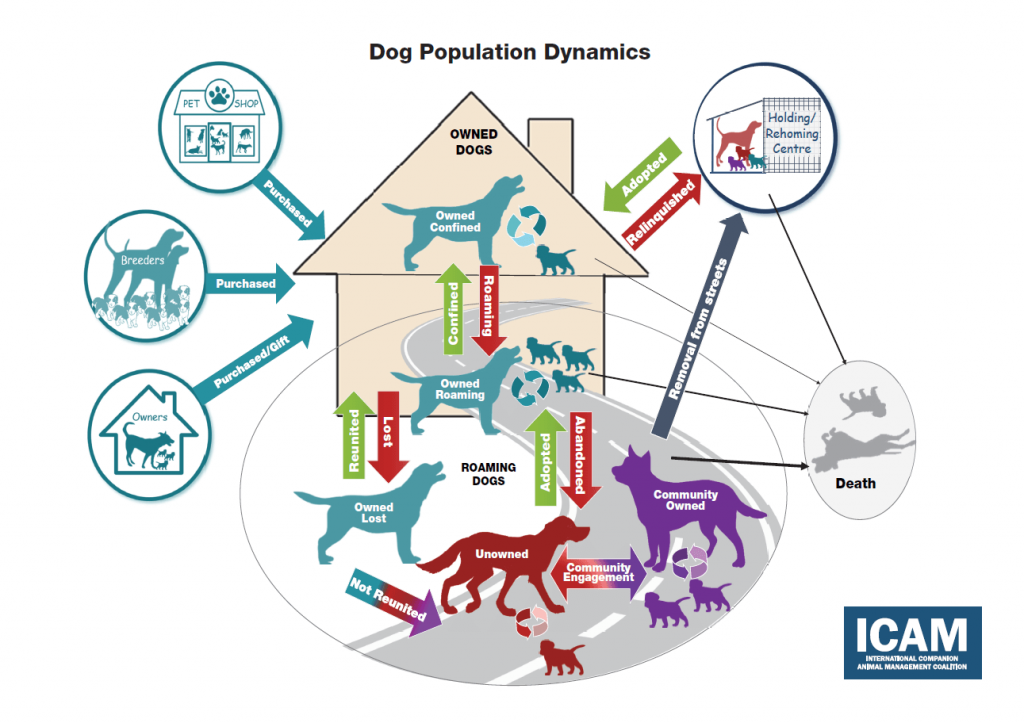 Dog Population Dynamics
PET SHOP
OWNED
DOGS
Holding/
Rehoming
Centre
Adopted
Relinquished
Purchased
Owned
Confined
Breeders
Purchased
Confined
Roaming
Removal from streets
Purchased/Gift
Owned
Roaming
Owners
Reunited
Lost
Adopted
Abandoned
ROAMING
DOGS
Death
Community
Owned
Owned
Lost
Unowned
Community
Engagement
Not Reunited
ICAM
INTERNATIONAL COMPANION
ANIMAL MANAGEMENT COALITION